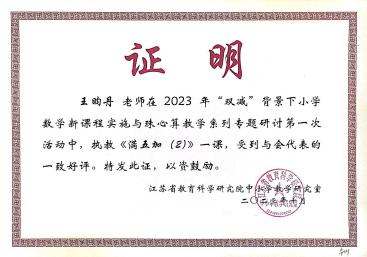 证 明
王昀丹 老师在 2023 年“双减”背景下小学
数学新课程实施与珠心算教学系列专题研讨第一次
活动中，执教《满五加（2）》一课，受到与会代表的
一致好评。特发此证，以资鼓励。
江苏省教育科学研究院中小学教学研究室
二〇二三年十月